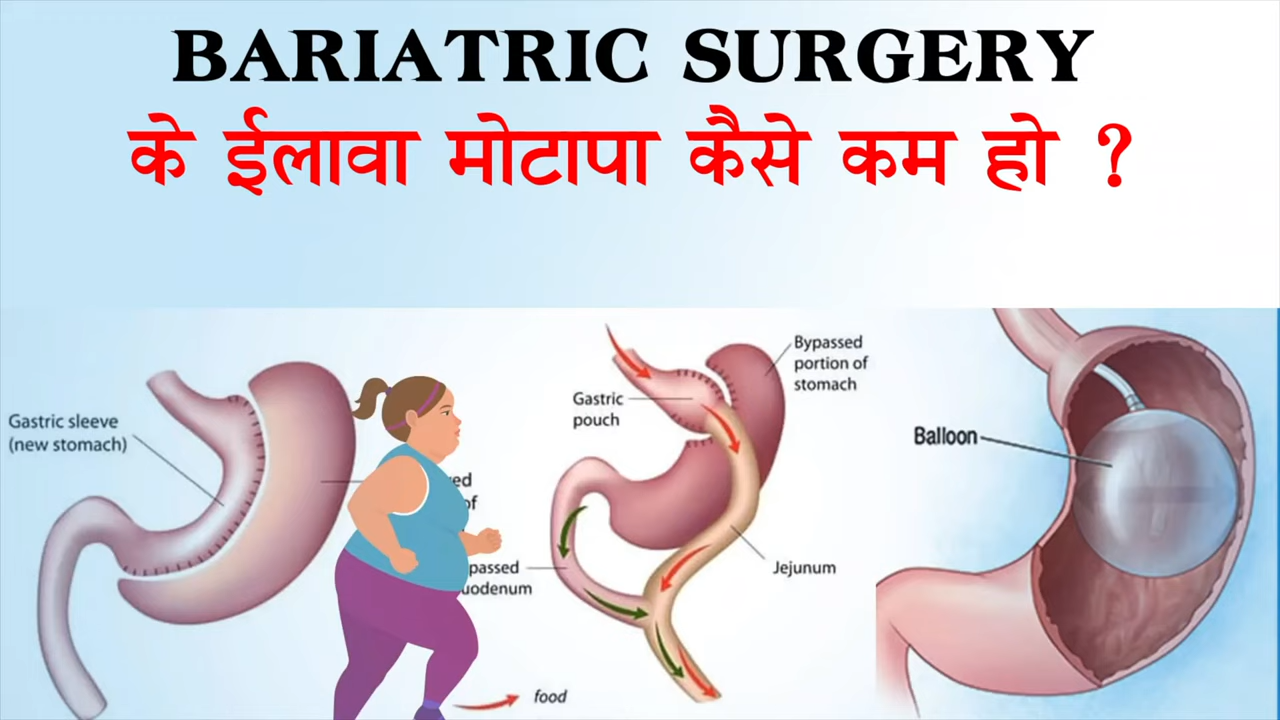 BARIATRIC SURGERY
के ईलावा मोटापा कैसे कम हो ?
Gastric sleeve
(new stomach)
Gastric
pouch
Bypassed
portion of
stomach
Jejunum
food
Balloon